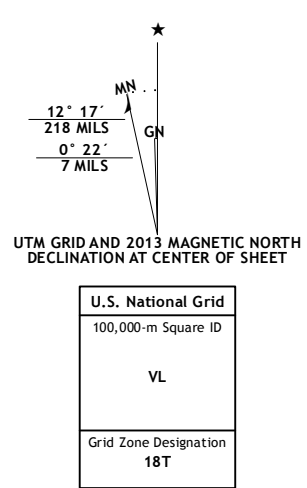 ★
MN
GN
12° 17´
218 MILS
0° 22´
7 MILS
UTM GRID AND 2013 MAGNETIC NORTH
DECLINATION AT CENTER OF SHEET
U.S. National Grid
100,000-m Square ID
VL
Grid Zone Designation
18T